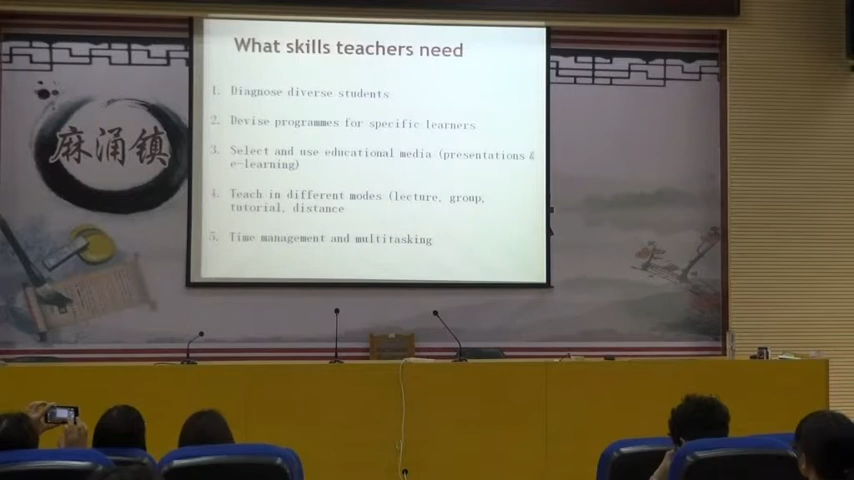 What skills teachers need
1. Diagnose diverse students
2. Devise programmes for specific learners
3. Select and use educational media (presentations &
e-learning)
4. Teach in different modes (lecture, group,
tutorial, distance
5. Time management and multitasking
麻涌镇